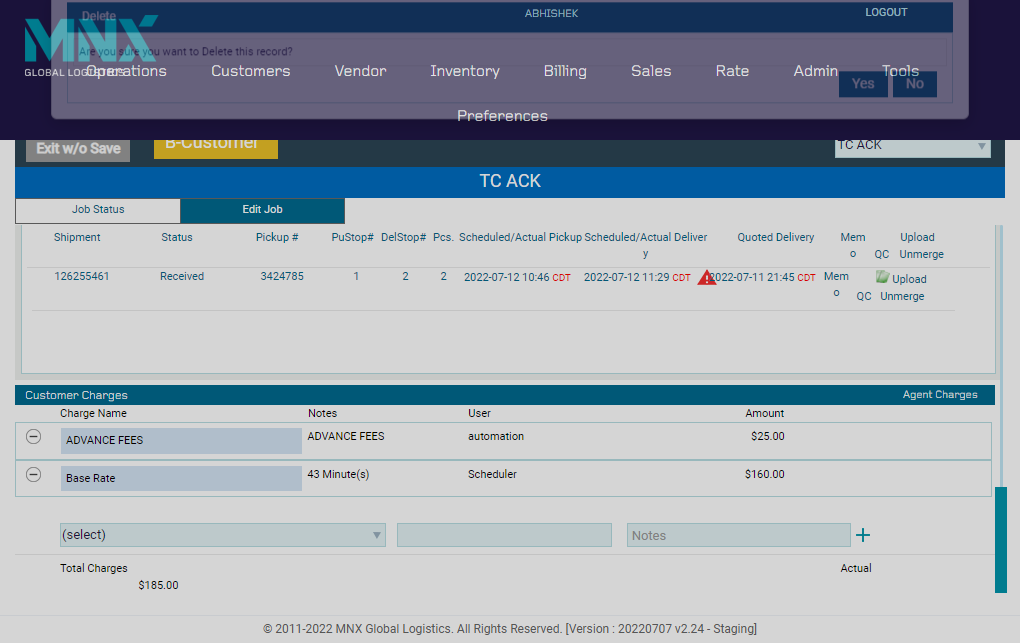 Delete
ABHISHEK
LOGOUT
MNX
GLOBAL LOGISTICS
Are you sure you want to Delete this record?
Operations Customers Vendor Inventory Billing Sales Rate Admin Tools
Yes No
Preferences
Exit w/o Save
B-Customer
TC ACK
TC ACK
Job Status Edit Job
Shipment Status Pickup # PuStop# DelStop# Pcs. Scheduled/Actual Pickup Scheduled/Actual Deliver Quoted Delivery Mem Upload
y o QC Unmerge
126255461 Received 3424785 1 2 2 2022-07-12 10:46 CDT 2022-07-12 11:29 CDT 2022-07-11 21:45 CDT Mem Upload
o QC Unmerge
Customer Charges Agent Charges
Charge Name Notes User Amount
ADVANCE FEES ADVANCE FEES automation $25.00
Base Rate 43 Minute(s) Scheduler $160.00
(select) Notes
Total Charges Actual
$185.00
© 2011-2022 MNX Global Logistics. All Rights Reserved. [Version : 20220707 v2.24 - Staging]